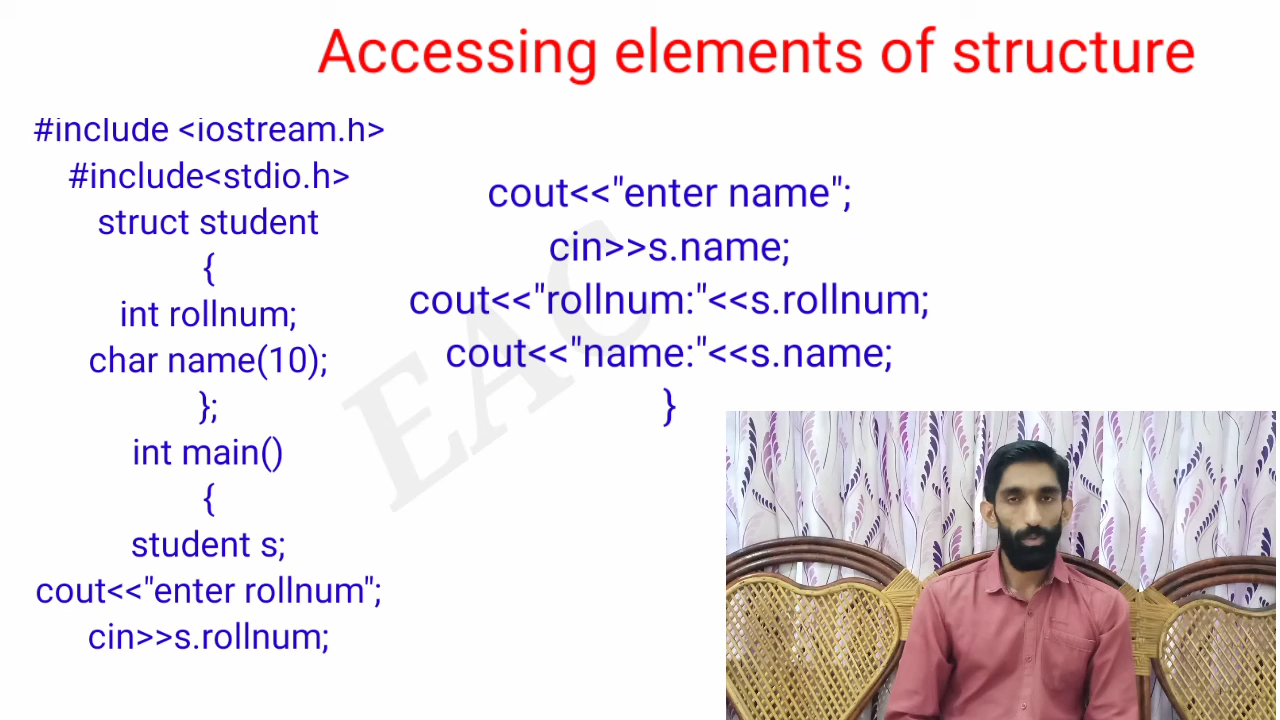 Accessing elements of structure
#include <iostream.h>
#include<stdio.h>
struct student
{
int rollnum;
char name(10);
};
int main()
{
student s;
cout<<"enter rollnum";
cin>>s.rollnum;
cout<<"enter name";
cin>>s.name;
cout<<"rollnum:"<<s.rollnum;
cout<<"name:"<<s.name;
}
EAC